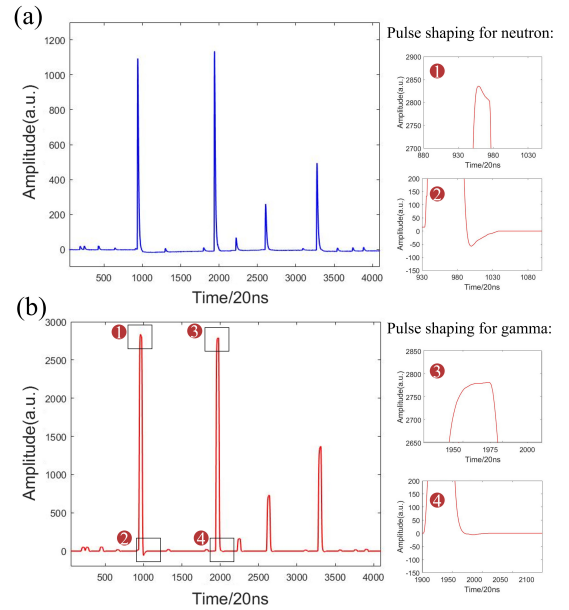 (a)
1200
1000
800
600
400
200
0
Amplitude(a.u.)
500 1000 1500 2000 2500 3000 3500 4000
Time/20ns
Pulse shaping for neutron:
1
2900
2850
2800
2750
2700
Amplitude(a.u.)
880 930 980 1030
Time/20ns
2
200
150
100
50
0
-50
-100
-150
Amplitude(a.u.)
930 980 1030 1080
Time/20ns
(b)
3000
2500
2000
1500
1000
500
0
Amplitude(a.u.)
1 3
2 4
500 1000 1500 2000 2500 3000 3500 4000
Time/20ns
Pulse shaping for gamma:
3
2850
2800
2750
2700
2650
Amplitude(a.u.)
1950 1975 2000
Time/20ns
4
200
150
100
50
0
-50
-100
-150
Amplitude(a.u.)
1900 1950 2000 2050 2100
Time/20ns